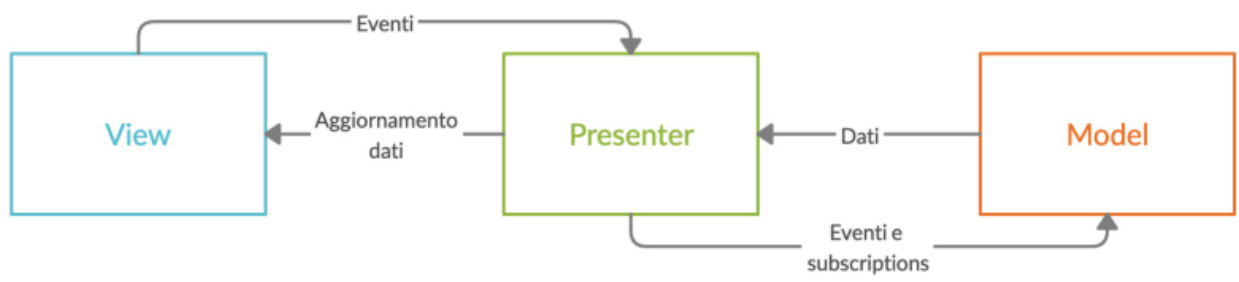 Eventi
View
Aggiornamento
dati
Presenter
Dati
Model
Eventi e
subscriptions